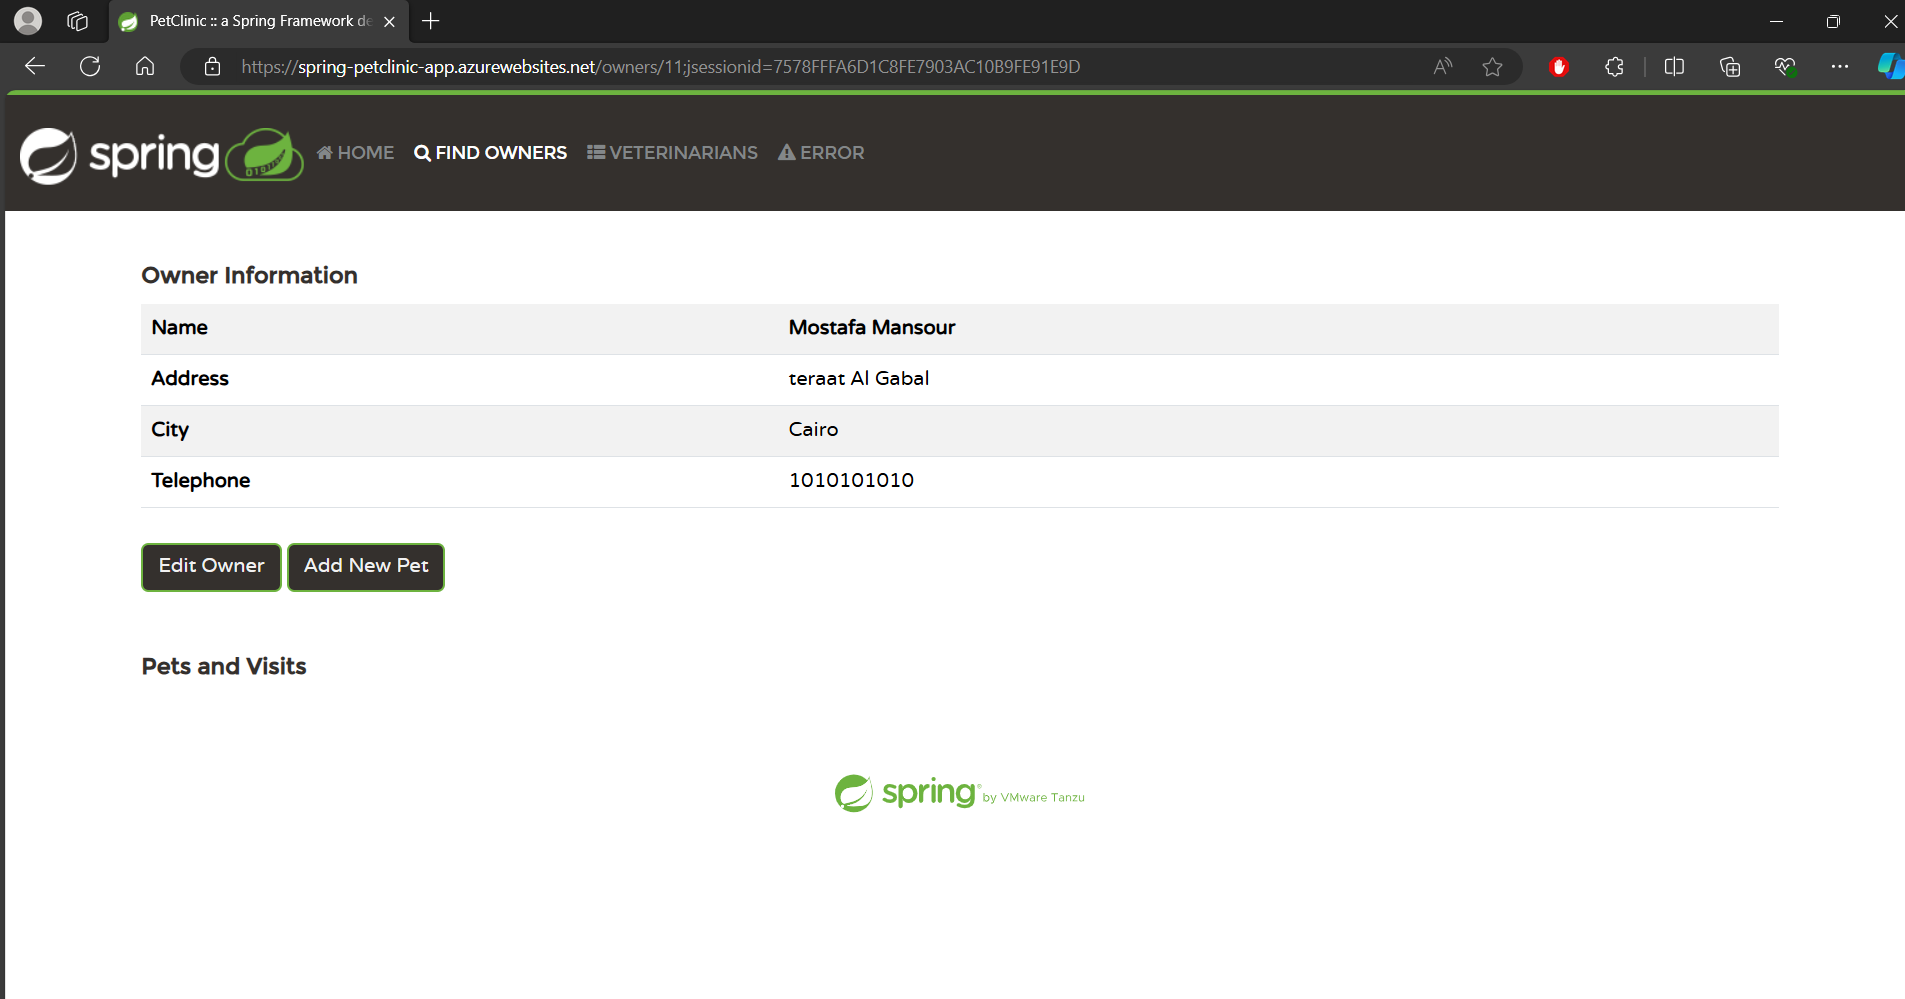 PetClinic :: a Spring Framework de
https://spring-petclinic-app.azurewebsites.net/owners/11;jsessionid=7578FFFA6D1C8FE7903AC10B9FE91E9D
spring HOME FIND OWNERS VETERINARIANS ERROR
Owner Information
Name Mostafa Mansour
Address teraat Al Gabal
City Cairo
Telephone 1010101010
Edit Owner Add New Pet
Pets and Visits
spring® by VMware Tanzu